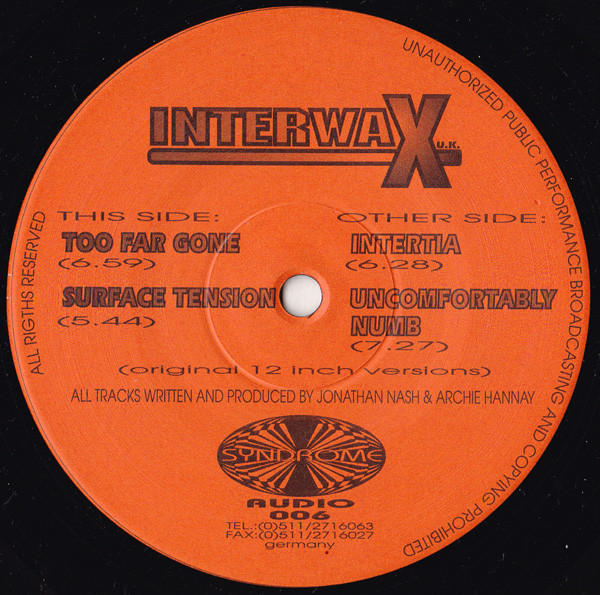 INTERWAX U.K.
THIS SIDE:
TOO FAR GONE
(6.59)
SURFACE TENSION
(5.44)
OTHER SIDE:
INTERTIA
(6.28)
UNCOMFORTABLY
NUMB
(7.27)
(original 12 inch versions)
ALL TRACKS WRITTEN AND PRODUCED BY JONATHAN NASH & ARCHIE HANNAY
SYNDROME
AUDIO
006
TEL.:(0)511/2716063
FAX:(0)511/2716027
germany
ALL RIGTHS RESERVED
UNAUTHORIZED PUBLIC PERFORMANCE BROADCASTING AND COPYING PROHIBITED